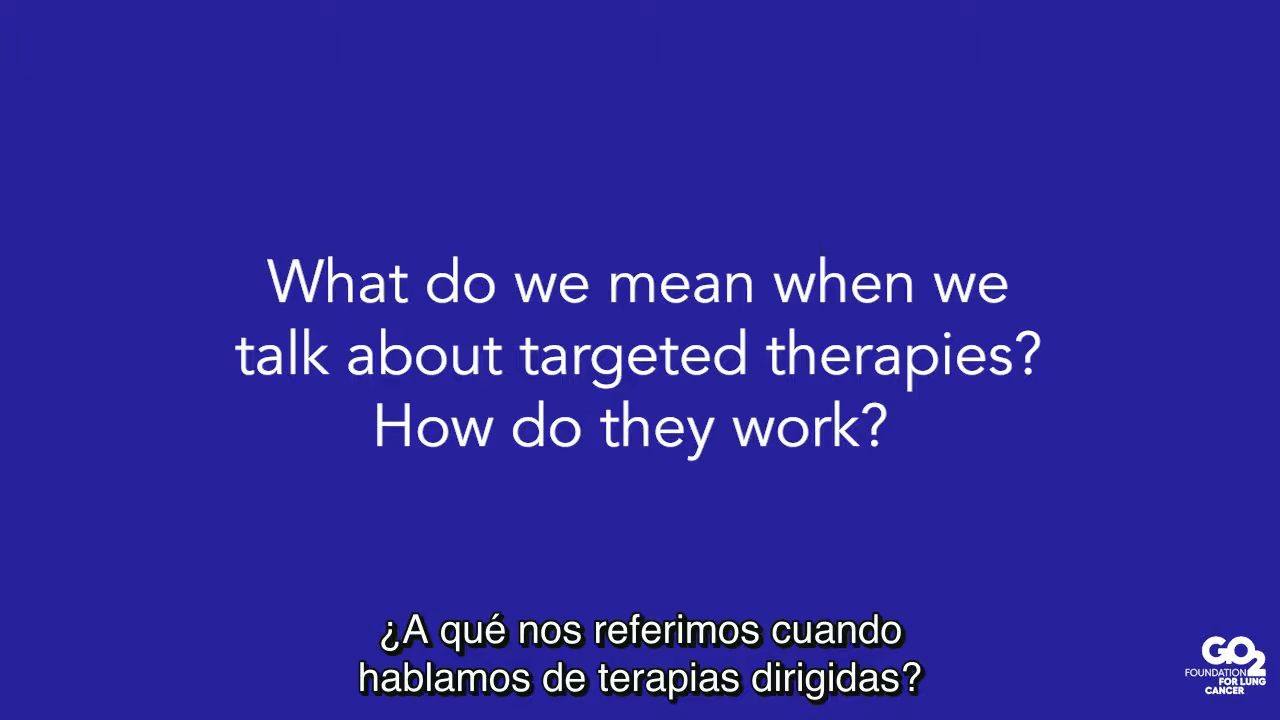 What do we mean when we
talk about targeted therapies?
How do they work?
¿A qué nos referimos cuando
hablamos de terapias dirigidas?
GO2
FOUNDATION
FOR LUNG
CANCER